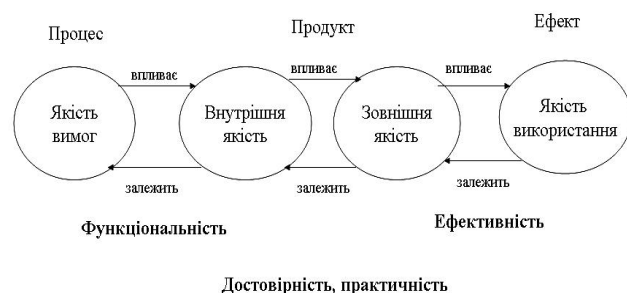 Процес
Продукт
Ефект
впливає
впливає
впливає
Якість
вимог
Внутрішня
якість
Зовнішня
якість
Якість
використання
залежить
залежить
залежить
Функціональність
Ефективність
Достовірність, практичність